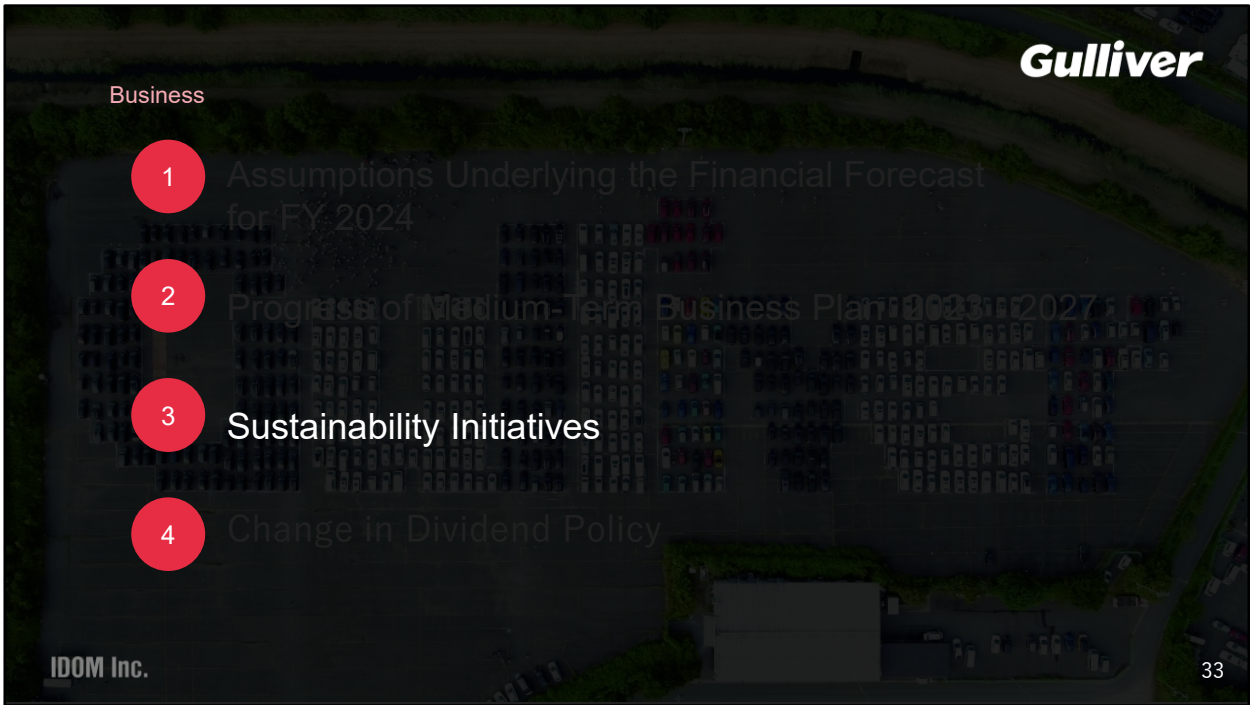 Gulliver
Business
1
Assumptions Underlying the Financial Forecast
for FY 2024
2
Progress of Medium-Term Business Plan 2023 - 2027
3
Sustainability Initiatives
4
Change in Dividend Policy
IDOM Inc.
33